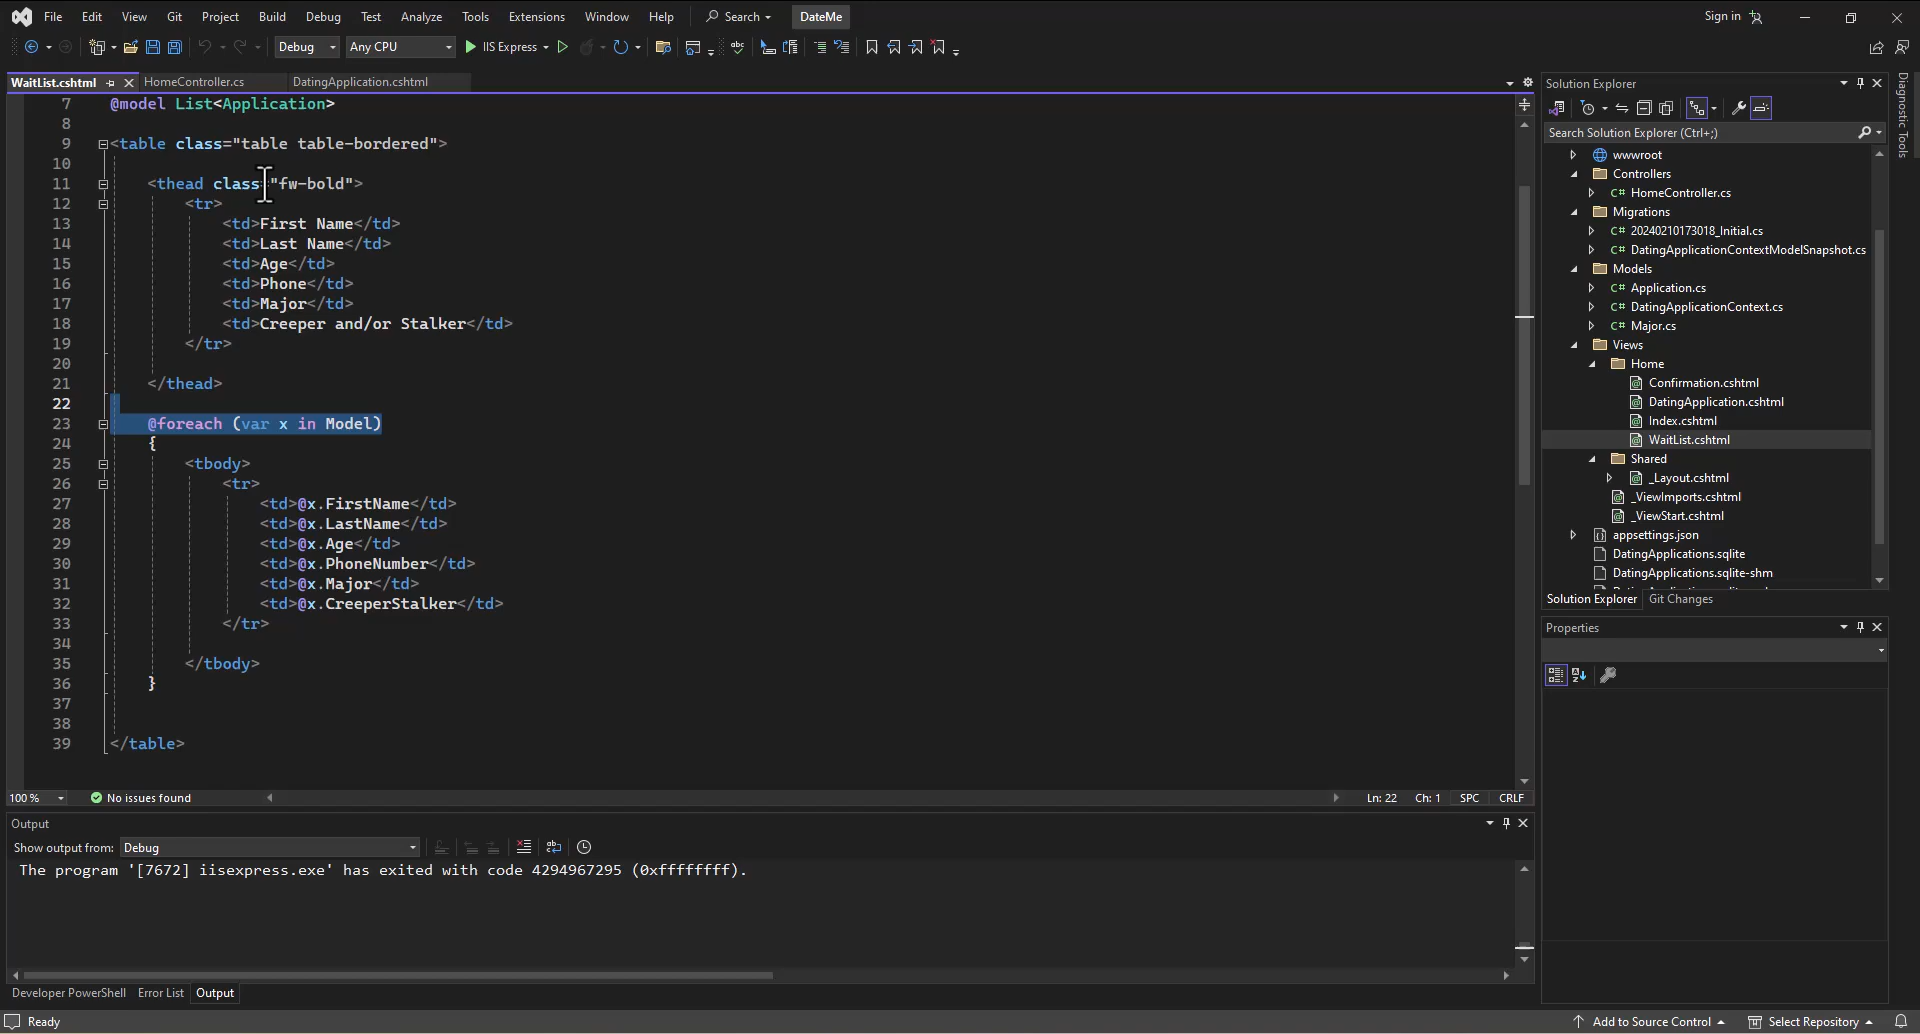 File Edit View Git Project Build Debug Test Analyze Tools Extensions Window Help Search DateMe Sign in
Debug Any CPU IIS Express
WaitList.cshtml HomeController.cs DatingApplication.cshtml
7 @model List<Application>
8
9 <table class="table table-bordered">
10
11 <thead class="fw-bold">
12 <tr>
13 <td>First Name</td>
14 <td>Last Name</td>
15 <td>Age</td>
16 <td>Phone</td>
17 <td>Major</td>
18 <td>Creeper and/or Stalker</td>
19 </tr>
20
21 </thead>
22
23 @foreach (var x in Model)
24 {
25 <tbody>
26 <tr>
27 <td>@x.FirstName</td>
28 <td>@x.LastName</td>
29 <td>@x.Age</td>
30 <td>@x.PhoneNumber</td>
31 <td>@x.Major</td>
32 <td>@x.CreeperStalker</td>
33 </tr>
34
35 </tbody>
36 }
37
38
39 </table>
100 % No issues found Ln: 22 Ch: 1 SPC CRLF
Output
Show output from: Debug
The program '[7672] iisexpress.exe' has exited with code 4294967295 (0xffffffff).
Developer PowerShell Error List Output
Ready Add to Source Control Select Repository
Solution Explorer
Search Solution Explorer (Ctrl+;)
wwwroot
Controllers
C# HomeController.cs
Migrations
C# 20240210173018_Initial.cs
C# DatingApplicationContextModelSnapshot.cs
Models
C# Application.cs
C# DatingApplicationContext.cs
C# Major.cs
Views
Home
Confirmation.cshtml
DatingApplication.cshtml
Index.cshtml
WaitList.cshtml
Shared
_Layout.cshtml
_ViewImports.cshtml
_ViewStart.cshtml
appsettings.json
DatingApplications.sqlite
DatingApplications.sqlite-shm
Solution Explorer Git Changes
Properties
Diagnostic Tools